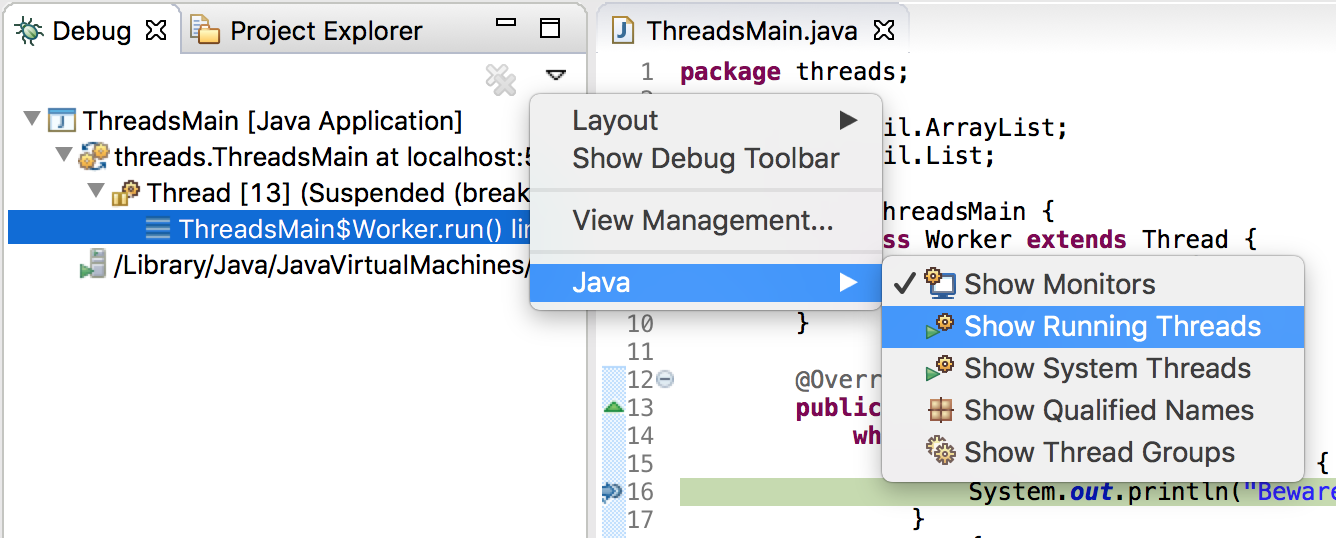 Debug Project Explorer
ThreadsMain [Java Application]
threads.ThreadsMain at localhost:
Thread [13] (Suspended (break
ThreadsMain$Worker.run()
/Library/Java/JavaVirtualMachines/
Layout
Show Debug Toolbar
View Management...
Java
Show Monitors
Show Running Threads
Show System Threads
Show Qualified Names
Show Thread Groups
ThreadsMain.java
1 package threads;
il.ArrayList;
il.List;
hreadsMain {
ss Worker extends Thread {
10 }
11
12 @Overr
13 public
14 wh
15 {
16 System.out.println("Beware
17 }
{